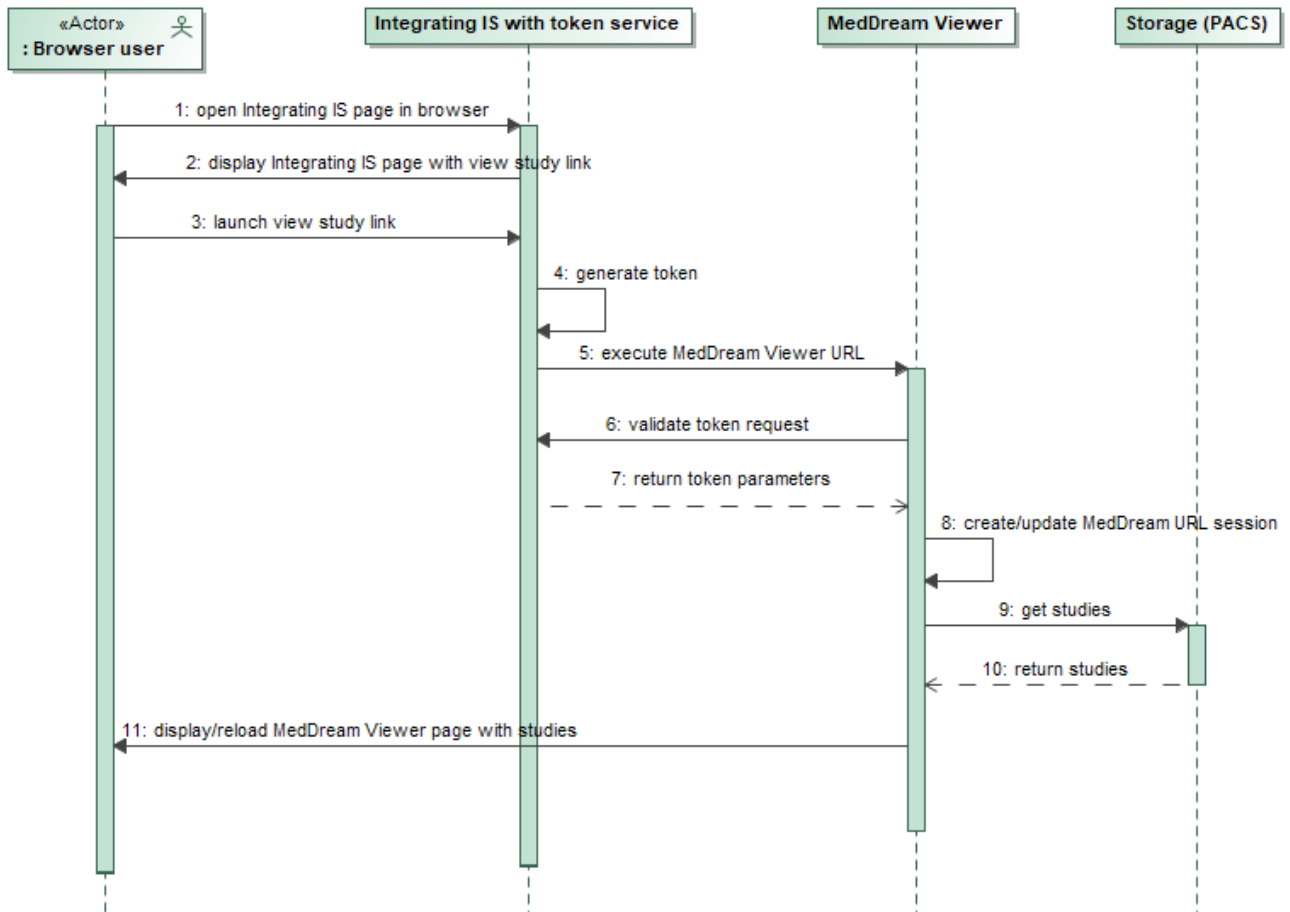 «Actor»
: Browser user
Integrating IS with token service
MedDream Viewer
Storage (PACS)
1: open Integrating IS page in browser
2: display Integrating IS page with view study link
3: launch view study link
4: generate token
5: execute MedDream Viewer URL
6: validate token request
7: return token parameters
8: create/update MedDream URL session
9: get studies
10: return studies
11: display/reload MedDream Viewer page with studies